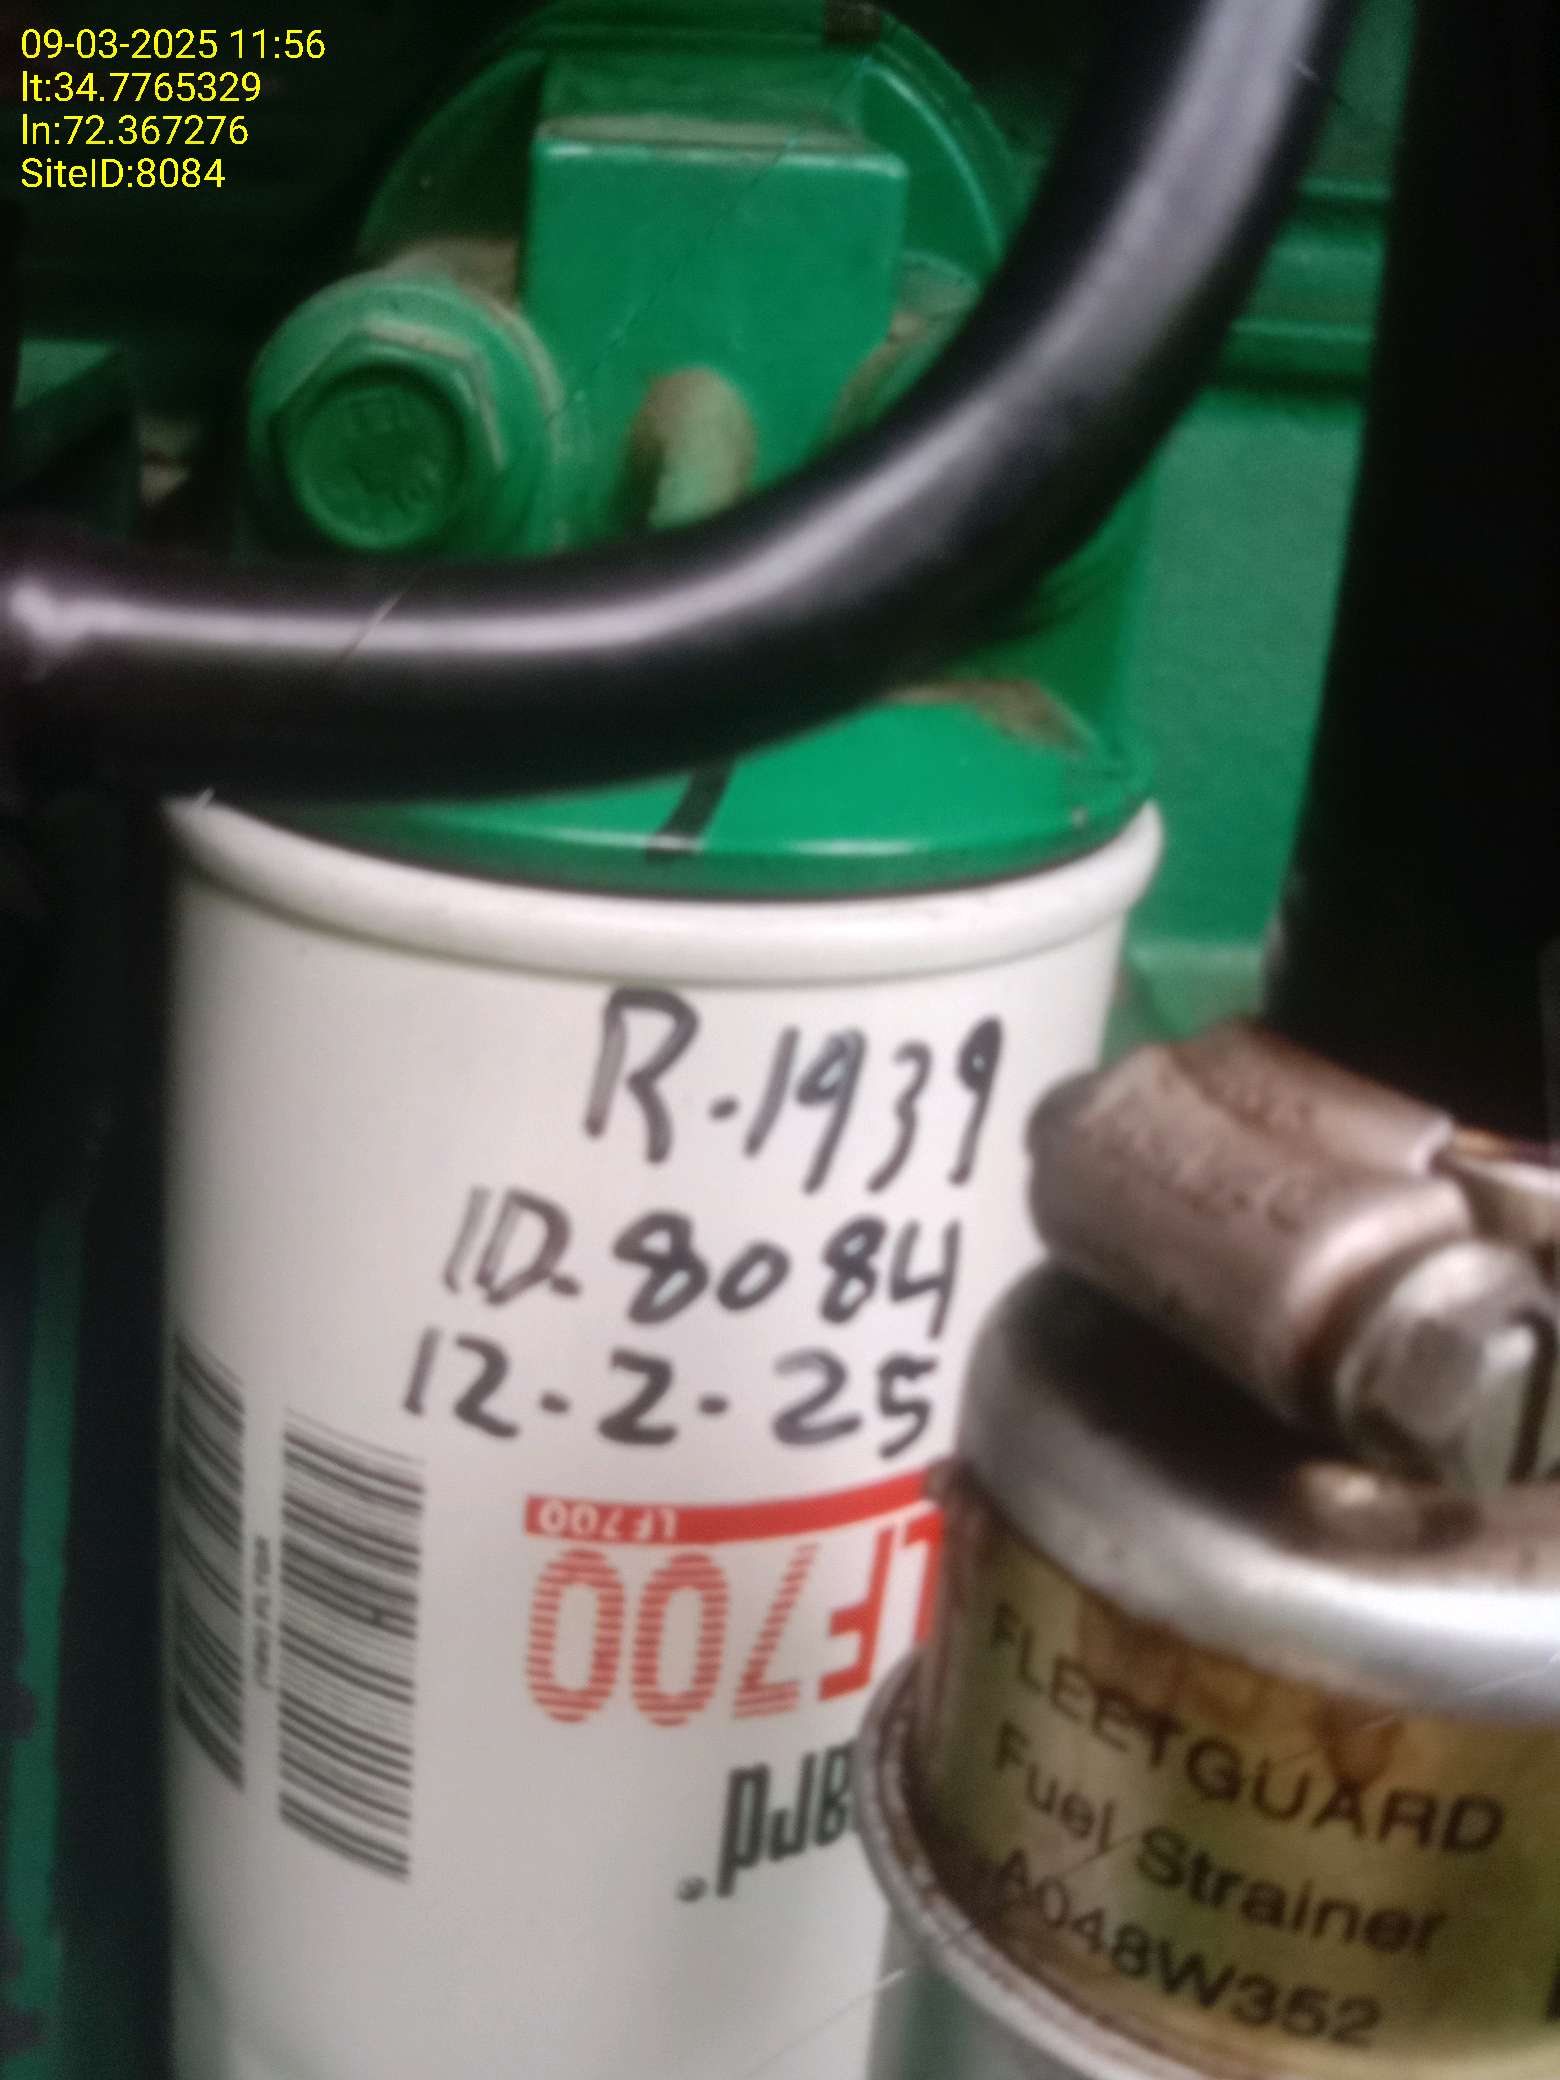 09-03-2025 11:56
lt:34.7765329
ln:72.367276
SiteID:8084
R-1939
ID-8084
12-2-25
LF700
LF700
FLEETGUARD
Fuel Strainer
A048W352